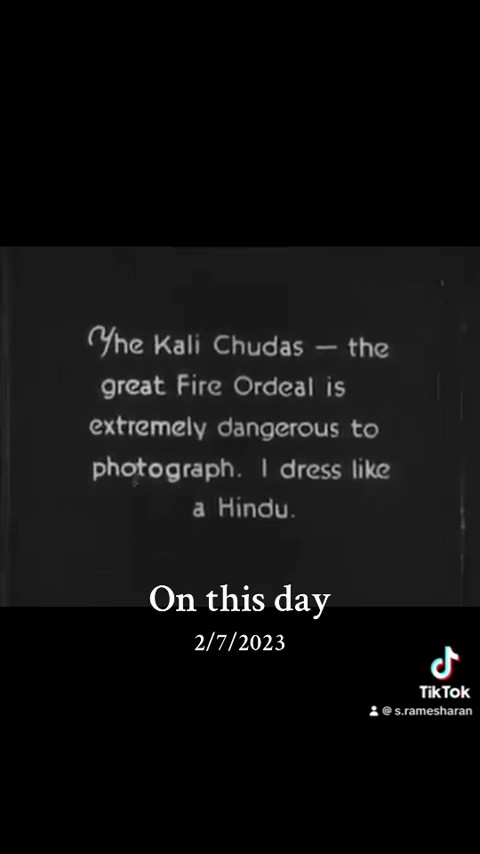 The Kali Chudas — the
great Fire Ordeal is
extremely dangerous to
photograph. I dress like
a Hindu.
On this day
2/7/2023
TikTok
@ s.ramesharan